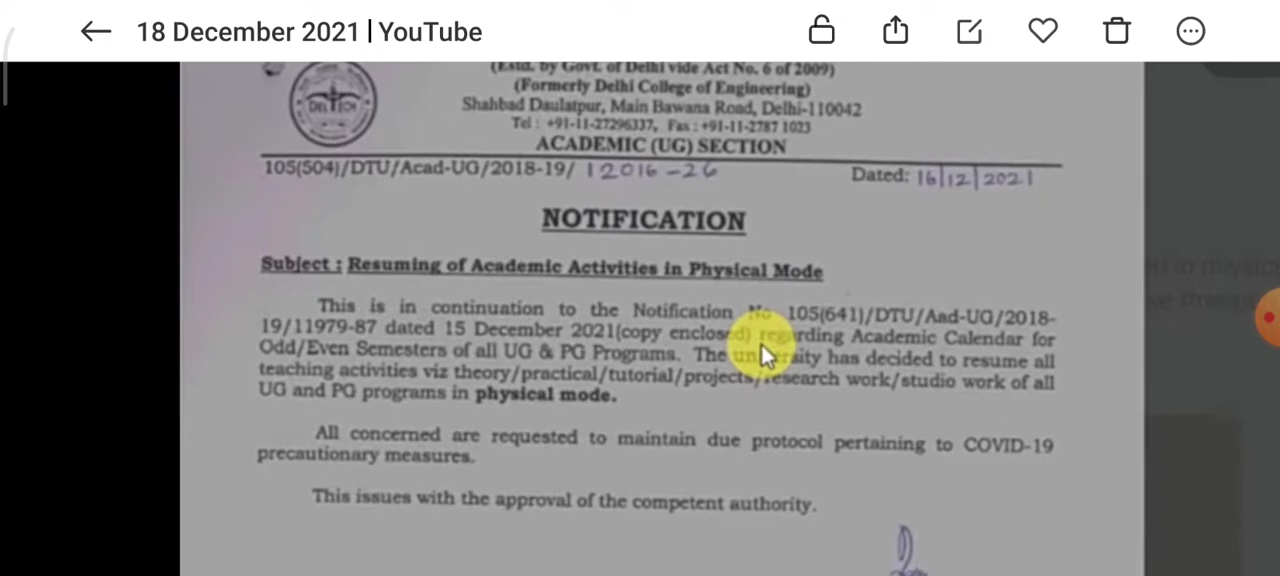 18 December 2021 | YouTube
(Estd. by Govt. of Delhi vide Act No. 6 of 2009)
(Formerly Delhi College of Engineering)
Shahbad Daulatpur, Main Bawana Road, Delhi-110042
Tel : +91-11-27296337, Fax : +91-11-2787 1023
ACADEMIC (UG) SECTION
DELTECH
105(504)/DTU/Acad-UG/2018-19/ 12016-26
Dated: 16/12/2021
NOTIFICATION
Subject : Resuming of Academic Activities in Physical Mode
This is in continuation to the Notification No 105(641)/DTU/Aad-UG/2018-
19/11979-87 dated 15 December 2021(copy enclosed) regarding Academic Calendar for
Odd/Even Semesters of all UG & PG Programs. The university has decided to resume all
teaching activities viz theory/practical/tutorial/projects/research work/studio work of all
UG and PG programs in physical mode.
All concerned are requested to maintain due protocol pertaining to COVID-19
precautionary measures.
This issues with the approval of the competent authority.